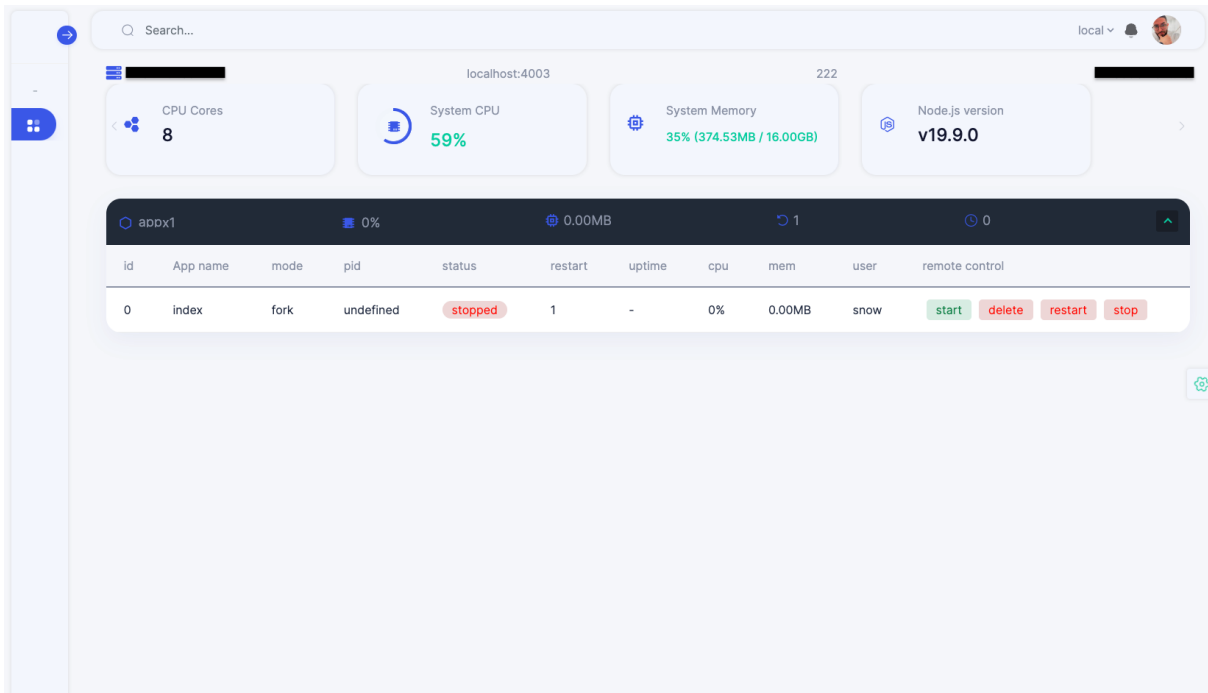 Search...
local
localhost:4003
222
CPU Cores
8
System CPU
59%
System Memory
35% (374.53MB / 16.00GB)
Node.js version
v19.9.0
JS
-
appx1 0% 0.00MB 1 0
id App name mode pid status restart uptime cpu mem user remote control
0 index fork undefined stopped 1 - 0% 0.00MB snow start delete restart stop